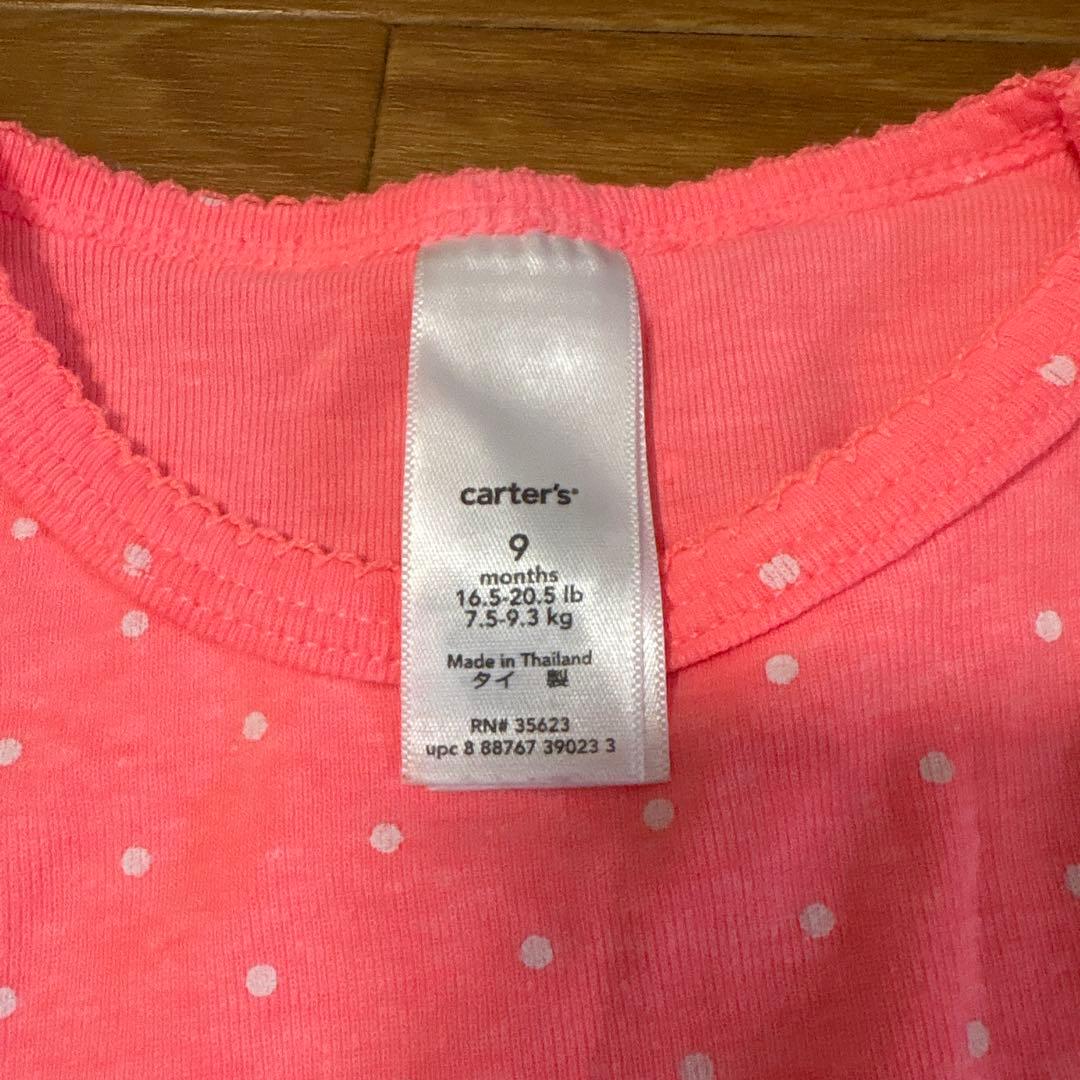 carter's
9
months
16.5-20.5 lb
7.5-9.3 kg
Made in Thailand
タイ 製
RN# 35623
upc 8 88767 39023 3